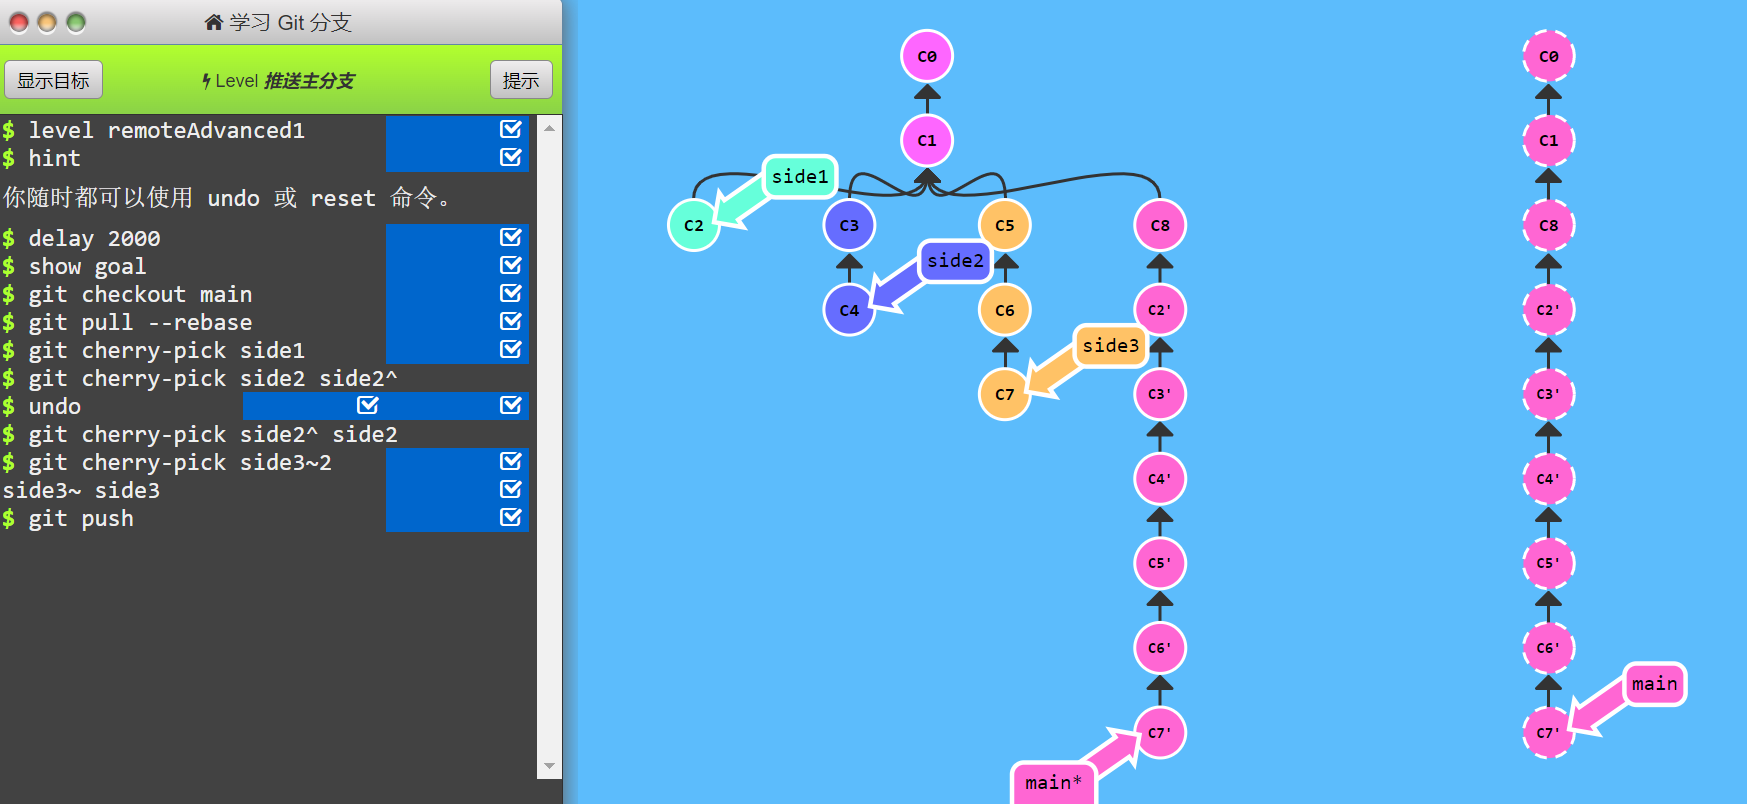 学习 Git 分支
显示目标
Level 推送主分支
提示
$ level remoteAdvanced1
$ hint
你随时都可以使用 undo 或 reset 命令。
$ delay 2000
$ show goal
$ git checkout main
$ git pull --rebase
$ git cherry-pick side1
$ git cherry-pick side2 side2^
$ undo
$ git cherry-pick side2^ side2
$ git cherry-pick side3~2
side3~ side3
$ git push
C0
C1
side1
C2
C3
C5
C8
side2
C4
C6
C2'
side3
C7
C3'
C4'
C5'
C6'
C7'
main*
C0
C1
C8
C2'
C3'
C4'
C5'
C6'
main
C7'